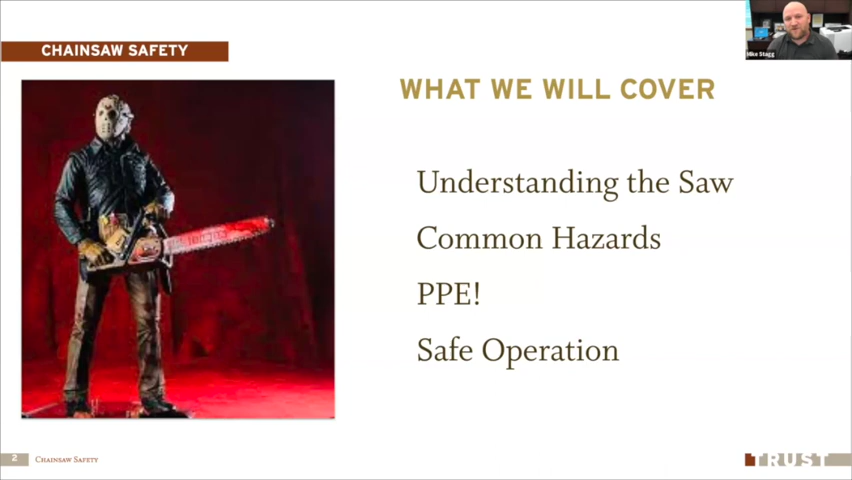 CHAINSAW SAFETY
Mike Stagg
WHAT WE WILL COVER
Understanding the Saw
Common Hazards
PPE!
Safe Operation
2
Chainsaw Safety
TRUST